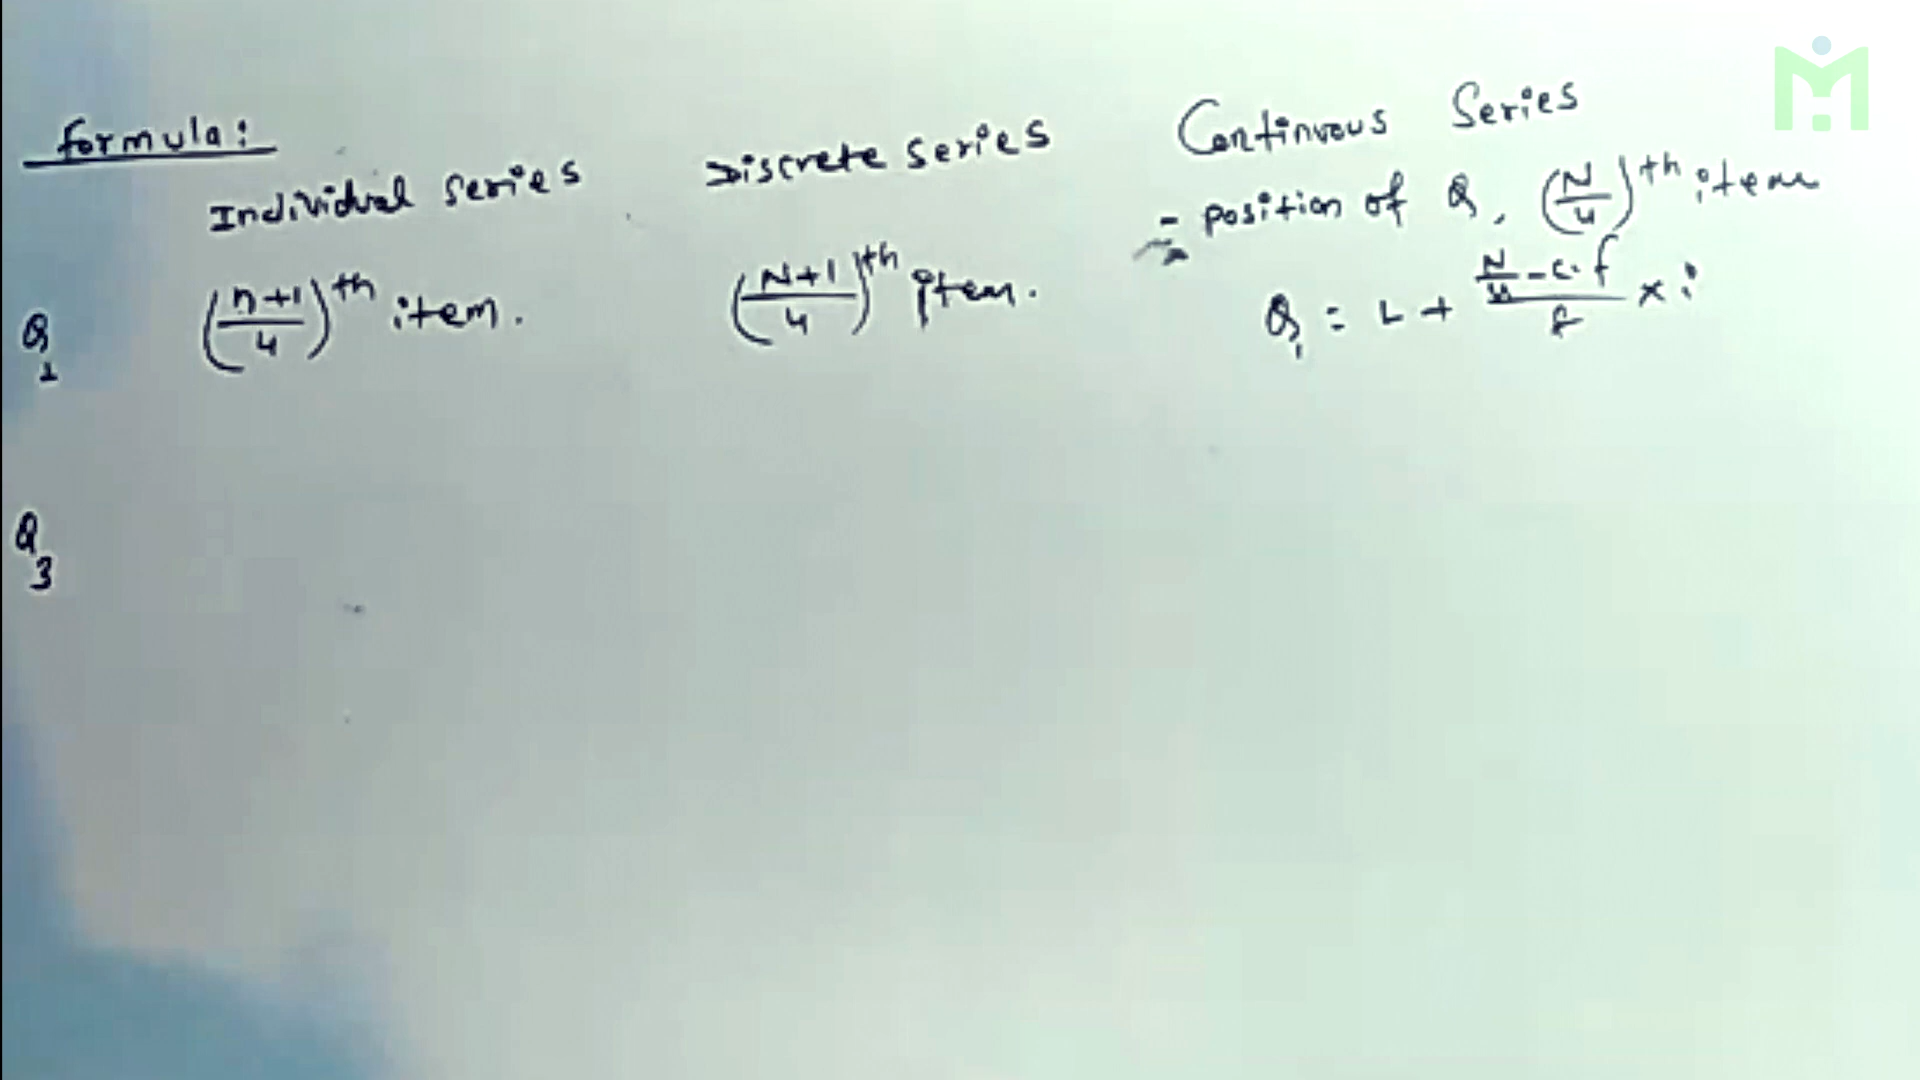 formula:
Individual Series
Discrete Series
Continuous Series
- position of Q, (N/4)th item
Q1
((n+1)/4)th item.
((N+1)/4)th item.
Q1 = L + (N/4 - c.f)/f × i
Q3